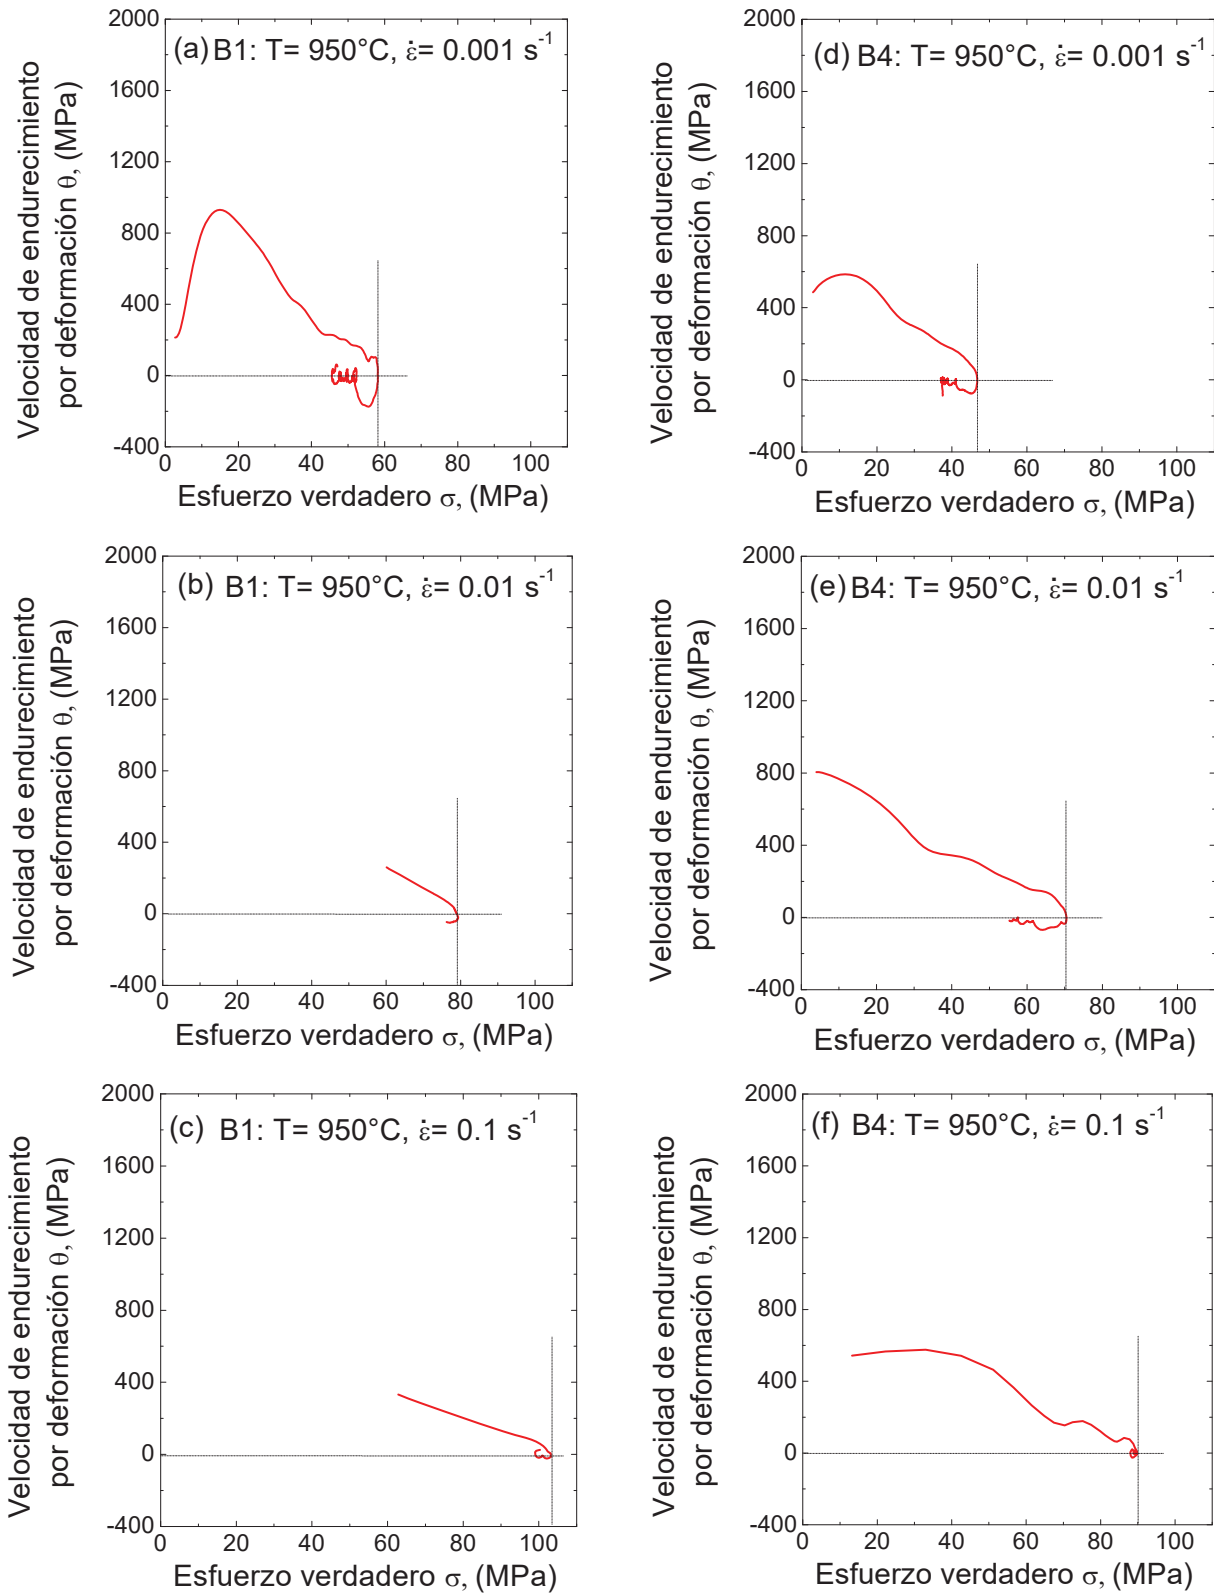 (a) B1: T= 950°C, ε̇= 0.001 s⁻¹
Velocidad de endurecimiento
por deformación θ, (MPa)
2000
1600
1200
800
400
0
-400
0 20 40 60 80 100
Esfuerzo verdadero σ, (MPa)
(d) B4: T= 950°C, ε̇= 0.001 s⁻¹
Velocidad de endurecimiento
por deformación θ, (MPa)
2000
1600
1200
800
400
0
-400
0 20 40 60 80 100
Esfuerzo verdadero σ, (MPa)
(b) B1: T= 950°C, ε̇= 0.01 s⁻¹
Velocidad de endurecimiento
por deformación θ, (MPa)
2000
1600
1200
800
400
0
-400
0 20 40 60 80 100
Esfuerzo verdadero σ, (MPa)
(e) B4: T= 950°C, ε̇= 0.01 s⁻¹
Velocidad de endurecimiento
por deformación θ, (MPa)
2000
1600
1200
800
400
0
-400
0 20 40 60 80 100
Esfuerzo verdadero σ, (MPa)
(c) B1: T= 950°C, ε̇= 0.1 s⁻¹
Velocidad de endurecimiento
por deformación θ, (MPa)
2000
1600
1200
800
400
0
-400
0 20 40 60 80 100
Esfuerzo verdadero σ, (MPa)
(f) B4: T= 950°C, ε̇= 0.1 s⁻¹
Velocidad de endurecimiento
por deformación θ, (MPa)
2000
1600
1200
800
400
0
-400
0 20 40 60 80 100
Esfuerzo verdadero σ, (MPa)